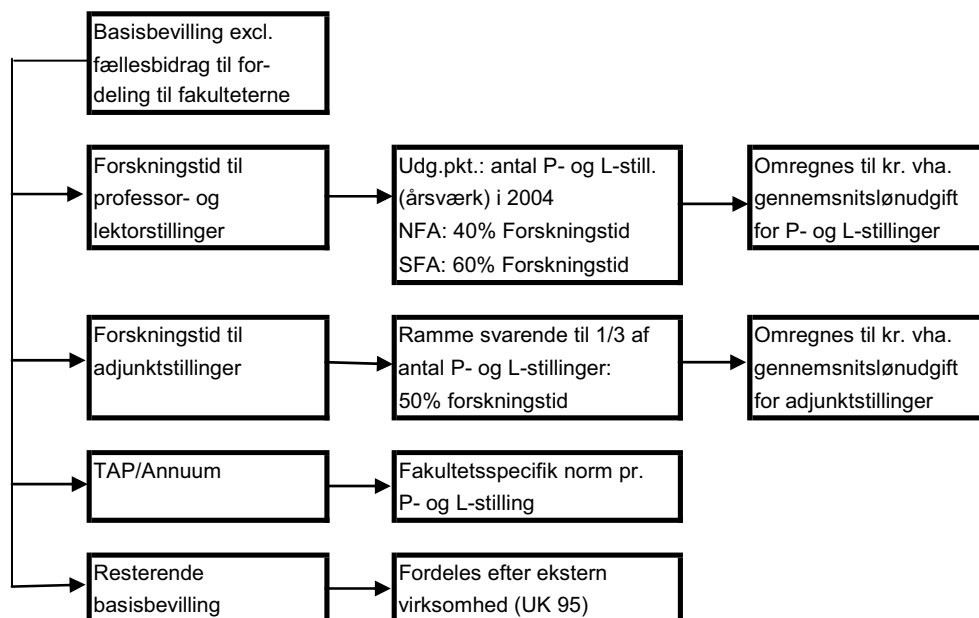 Basisbevilling excl.
fællesbidrag til for-
deling til fakulteterne
Forskningstid til
professor- og
lektorstillinger
Udg.pkt.: antal P- og L-still.
(årsværk) i 2004
NFA: 40% Forskningstid
SFA: 60% Forskningstid
Omregnes til kr. vha.
gennemsnitslønudgift
for P- og L-stillinger
Forskningstid til
adjunktstillinger
Ramme svarende til 1/3 af
antal P- og L-stillinger:
50% forskningstid
Omregnes til kr. vha.
gennemsnitslønudgift
for adjunktstillinger
TAP/Annuum
Fakultetsspecifik norm pr.
P- og L-stilling
Resterende
basisbevilling
Fordeles efter ekstern
virksomhed (UK 95)